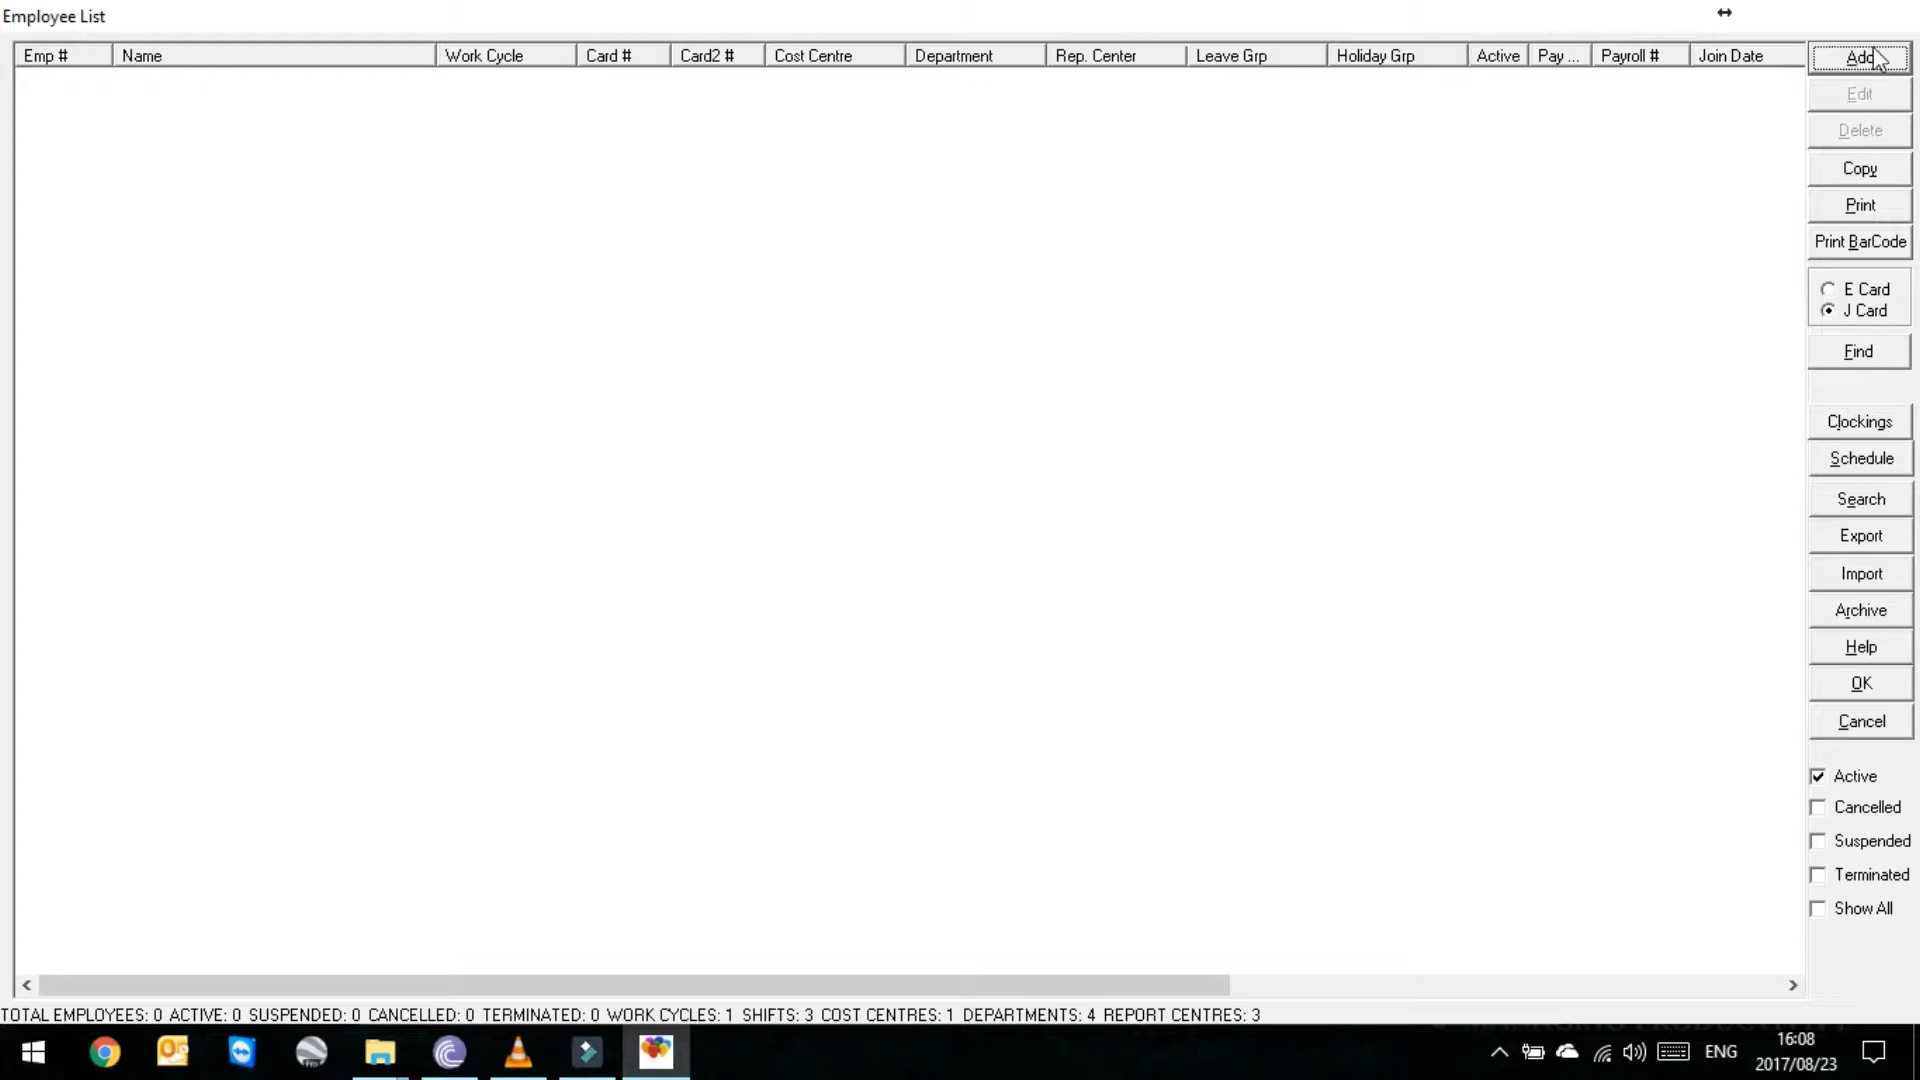 Employee List
Emp # Name Work Cycle Card # Card2 # Cost Centre Department Rep. Center Leave Grp Holiday Grp Active Pay ... Payroll # Join Date
Add
Edit
Delete
Copy
Print
Print BarCode
E Card
J Card
Find
Clockings
Schedule
Search
Export
Import
Archive
Help
OK
Cancel
Active
Cancelled
Suspended
Terminated
Show All
TOTAL EMPLOYEES: 0 ACTIVE: 0 SUSPENDED: 0 CANCELLED: 0 TERMINATED: 0 WORK CYCLES: 1 SHIFTS: 3 COST CENTRES: 1 DEPARTMENTS: 4 REPORT CENTRES: 3
ENG
16:08
2017/08/23